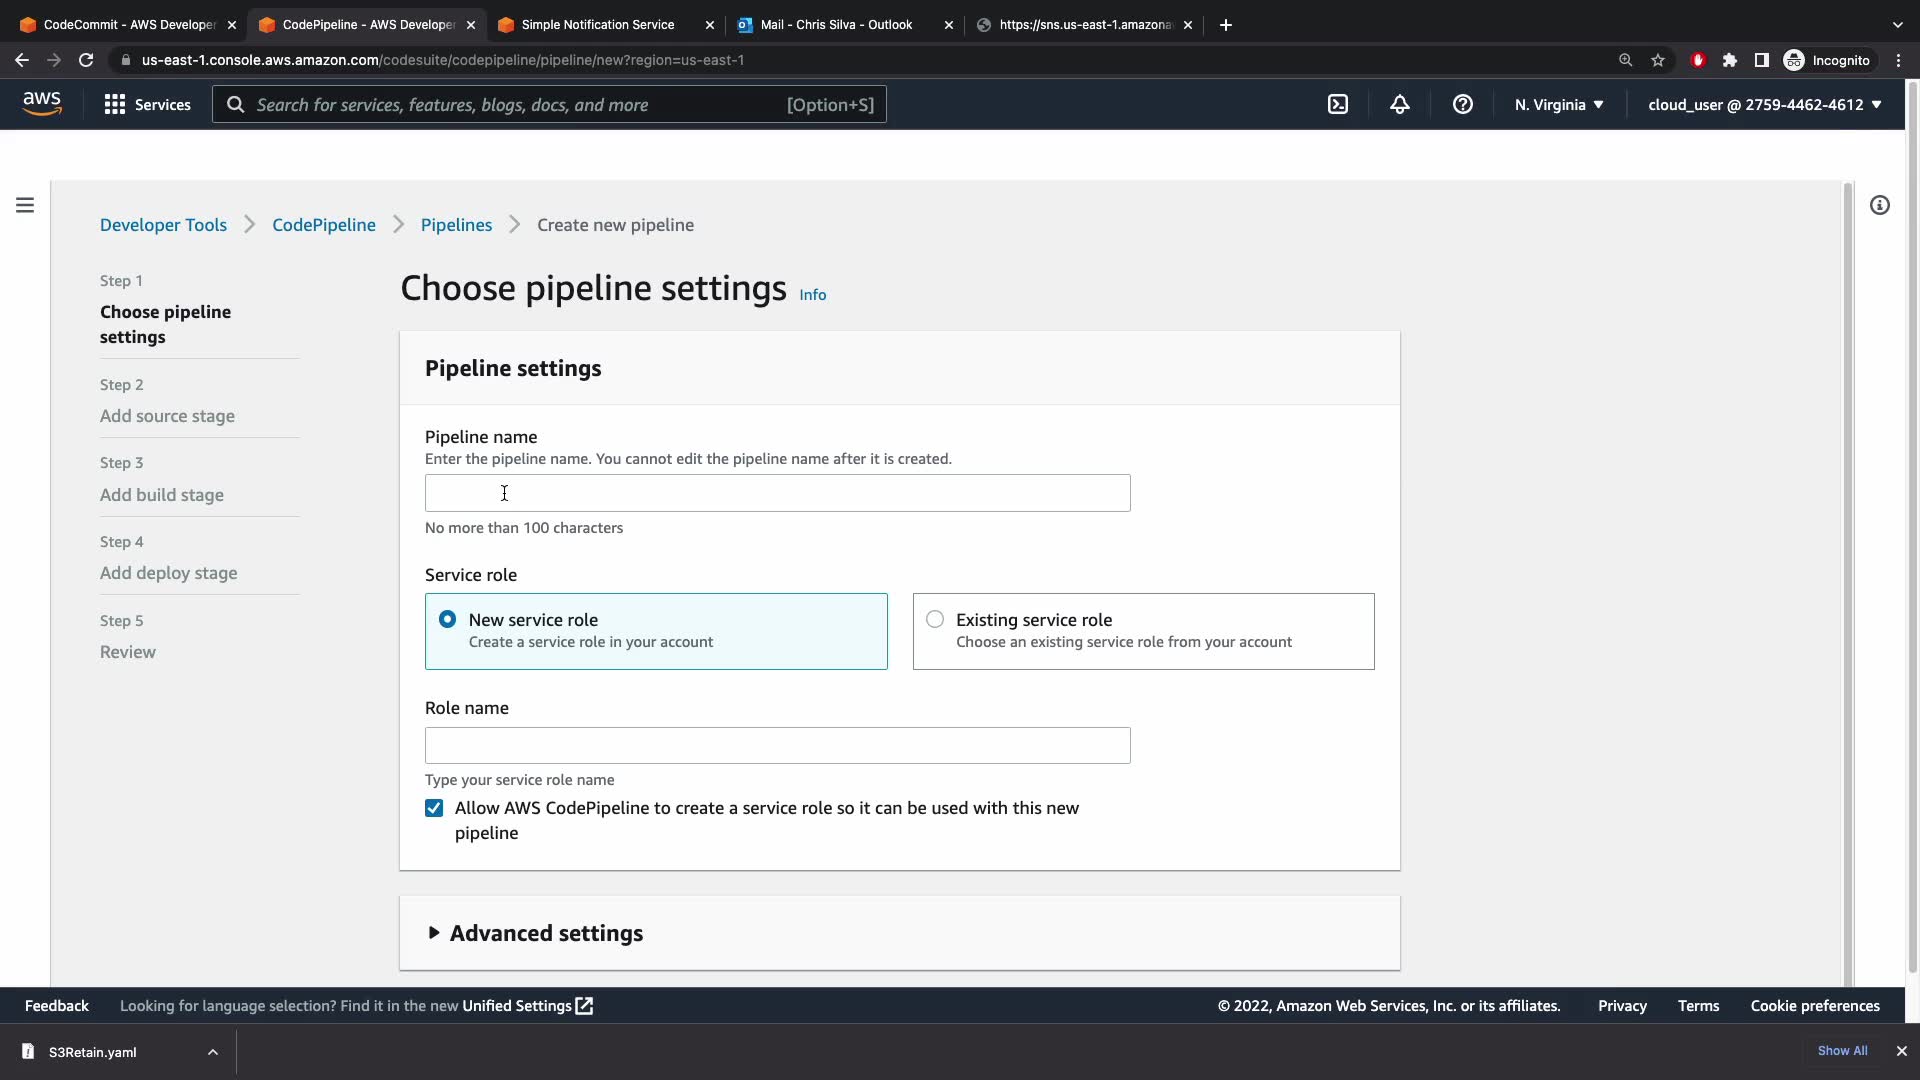 CodeCommit - AWS Developer
CodePipeline - AWS Developer
Simple Notification Service
Mail - Chris Silva - Outlook
https://sns.us-east-1.amazona
us-east-1.console.aws.amazon.com/codesuite/codepipeline/pipeline/new?region=us-east-1
Incognito
aws
Services
Search for services, features, blogs, docs, and more
[Option+S]
N. Virginia
cloud_user @ 2759-4462-4612
Developer Tools
CodePipeline
Pipelines
Create new pipeline
Step 1
Choose pipeline
settings
Step 2
Add source stage
Step 3
Add build stage
Step 4
Add deploy stage
Step 5
Review
Choose pipeline settings Info
Pipeline settings
Pipeline name
Enter the pipeline name. You cannot edit the pipeline name after it is created.
No more than 100 characters
Service role
New service role
Create a service role in your account
Existing service role
Choose an existing service role from your account
Role name
Type your service role name
Allow AWS CodePipeline to create a service role so it can be used with this new
pipeline
Advanced settings
Feedback
Looking for language selection? Find it in the new Unified Settings
© 2022, Amazon Web Services, Inc. or its affiliates.
Privacy
Terms
Cookie preferences
S3Retain.yaml
Show All